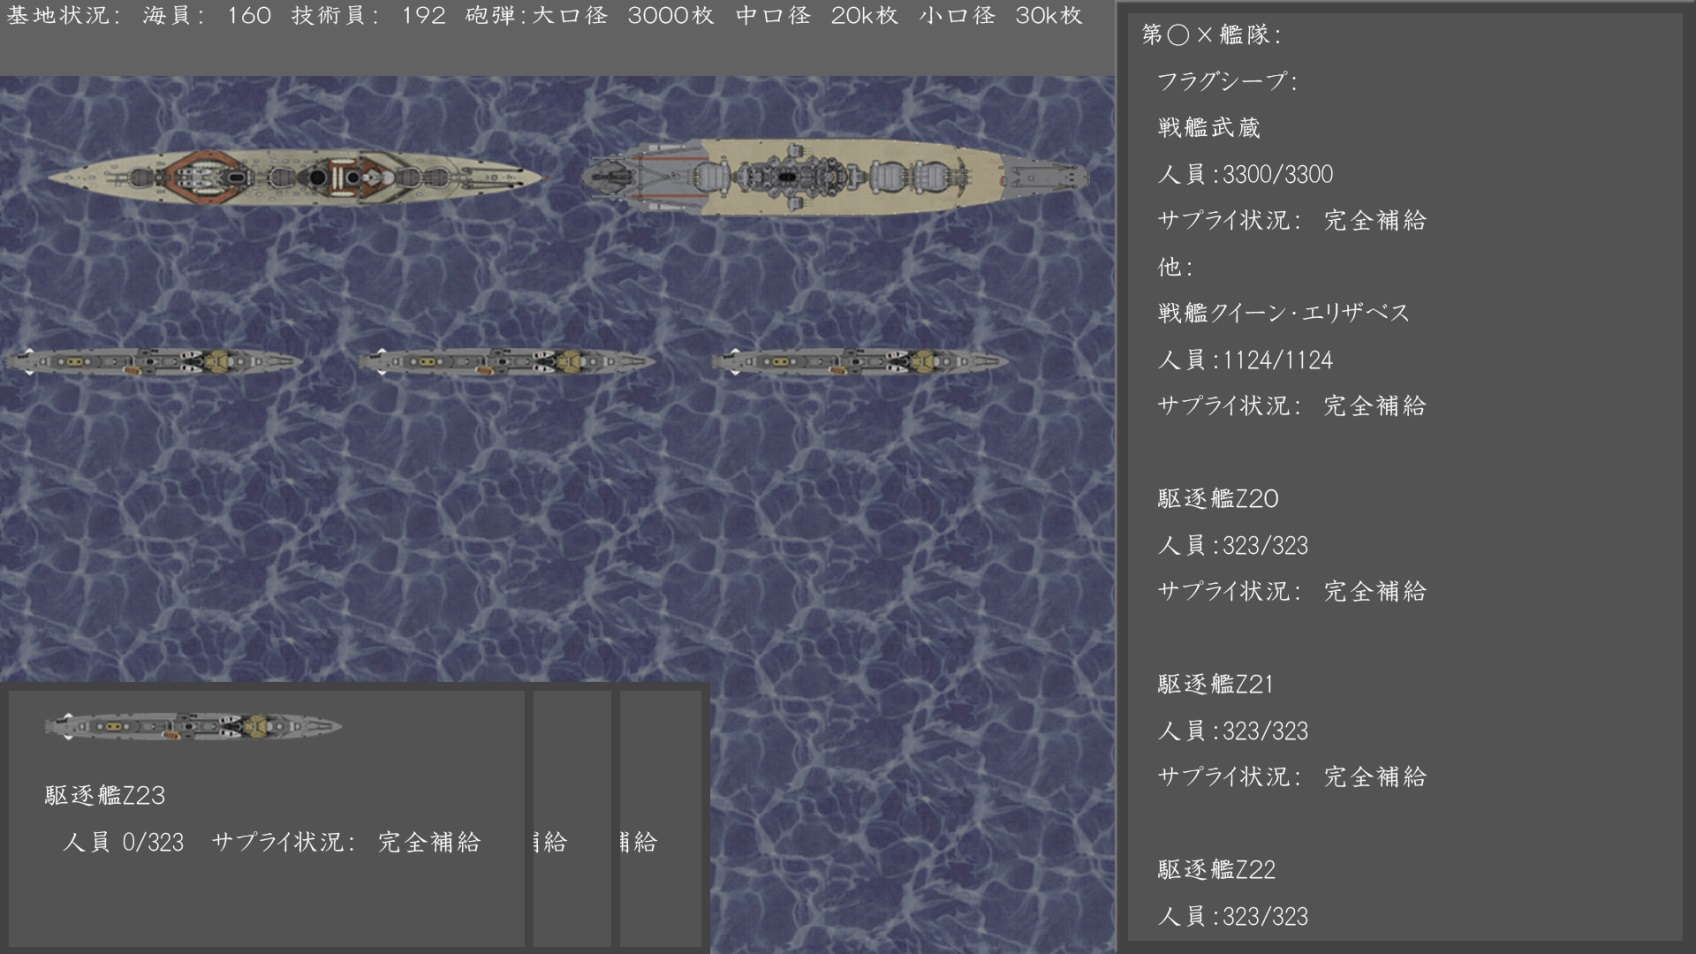 基地状況: 海員: 160 技術員: 192 砲弾:大口径 3000枚 中口径 20k枚 小口径 30k枚
第〇×艦隊:
フラグシープ:
戦艦武蔵
人員:3300/3300
サプライ状況: 完全補給
他:
戦艦クイーン・エリザベス
人員:1124/1124
サプライ状況: 完全補給
駆逐艦Z20
人員:323/323
サプライ状況: 完全補給
駆逐艦Z21
人員:323/323
サプライ状況: 完全補給
駆逐艦Z22
人員:323/323
駆逐艦Z23
人員 0/323 サプライ状況: 完全補給
補給
補給